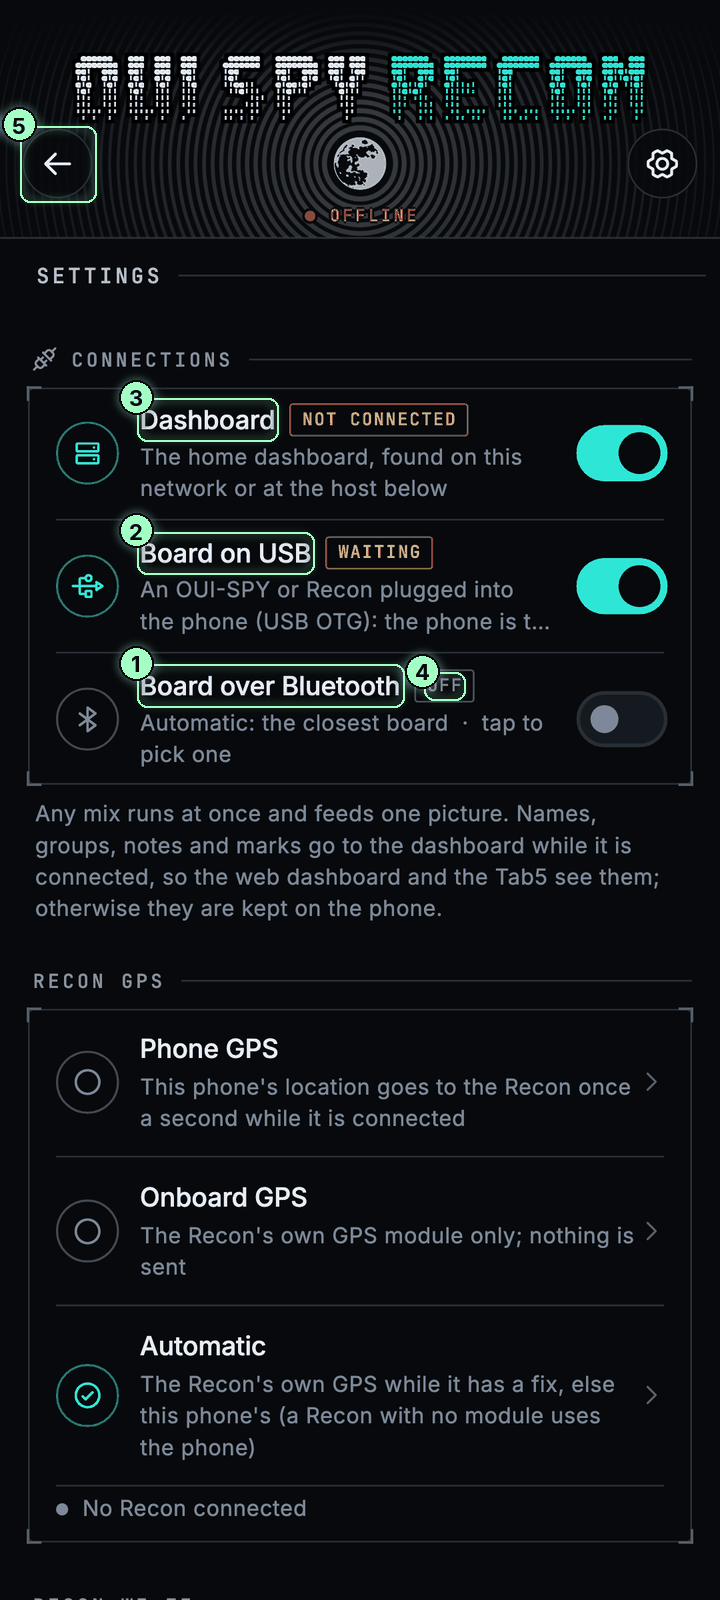 OUI SPY RECON
5
OFFLINE
SETTINGS
CONNECTIONS
3
Dashboard NOT CONNECTED
The home dashboard, found on this
network or at the host below
2
Board on USB WAITING
An OUI-SPY or Recon plugged into
the phone (USB OTG): the phone is t...
1
Board over Bluetooth 4 OFF
Automatic: the closest board · tap to
pick one
Any mix runs at once and feeds one picture. Names,
groups, notes and marks go to the dashboard while it is
connected, so the web dashboard and the Tab5 see them;
otherwise they are kept on the phone.
RECON GPS
Phone GPS
This phone's location goes to the Recon once
a second while it is connected
Onboard GPS
The Recon's own GPS module only; nothing is
sent
Automatic
The Recon's own GPS while it has a fix, else
this phone's (a Recon with no module uses
the phone)
No Recon connected